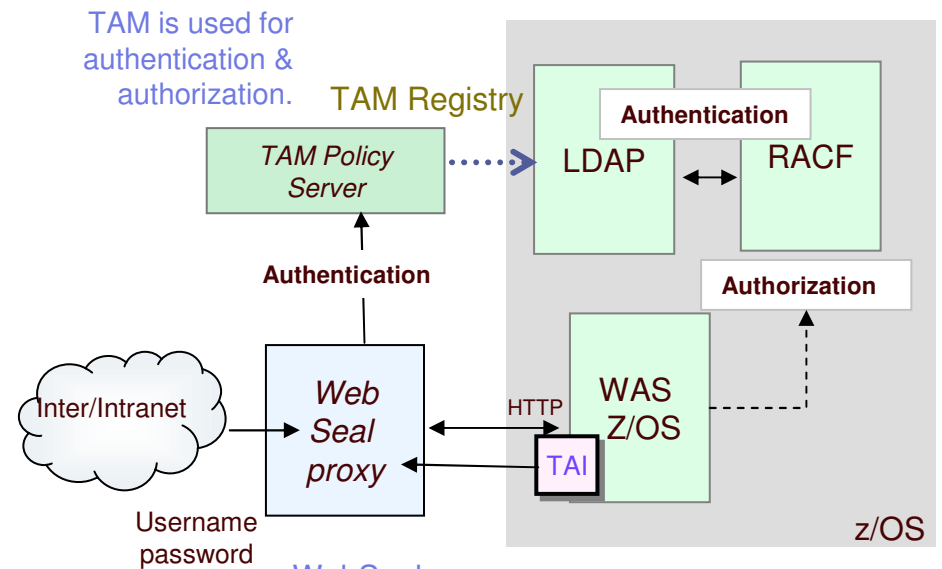 TAM is used for
authentication &
authorization.
TAM Registry
TAM Policy
Server
LDAP
Authentication
RACF
Authentication
Authorization
Inter/Intranet
Web
Seal
proxy
HTTP
WAS
Z/OS
TAI
Username
password
z/OS